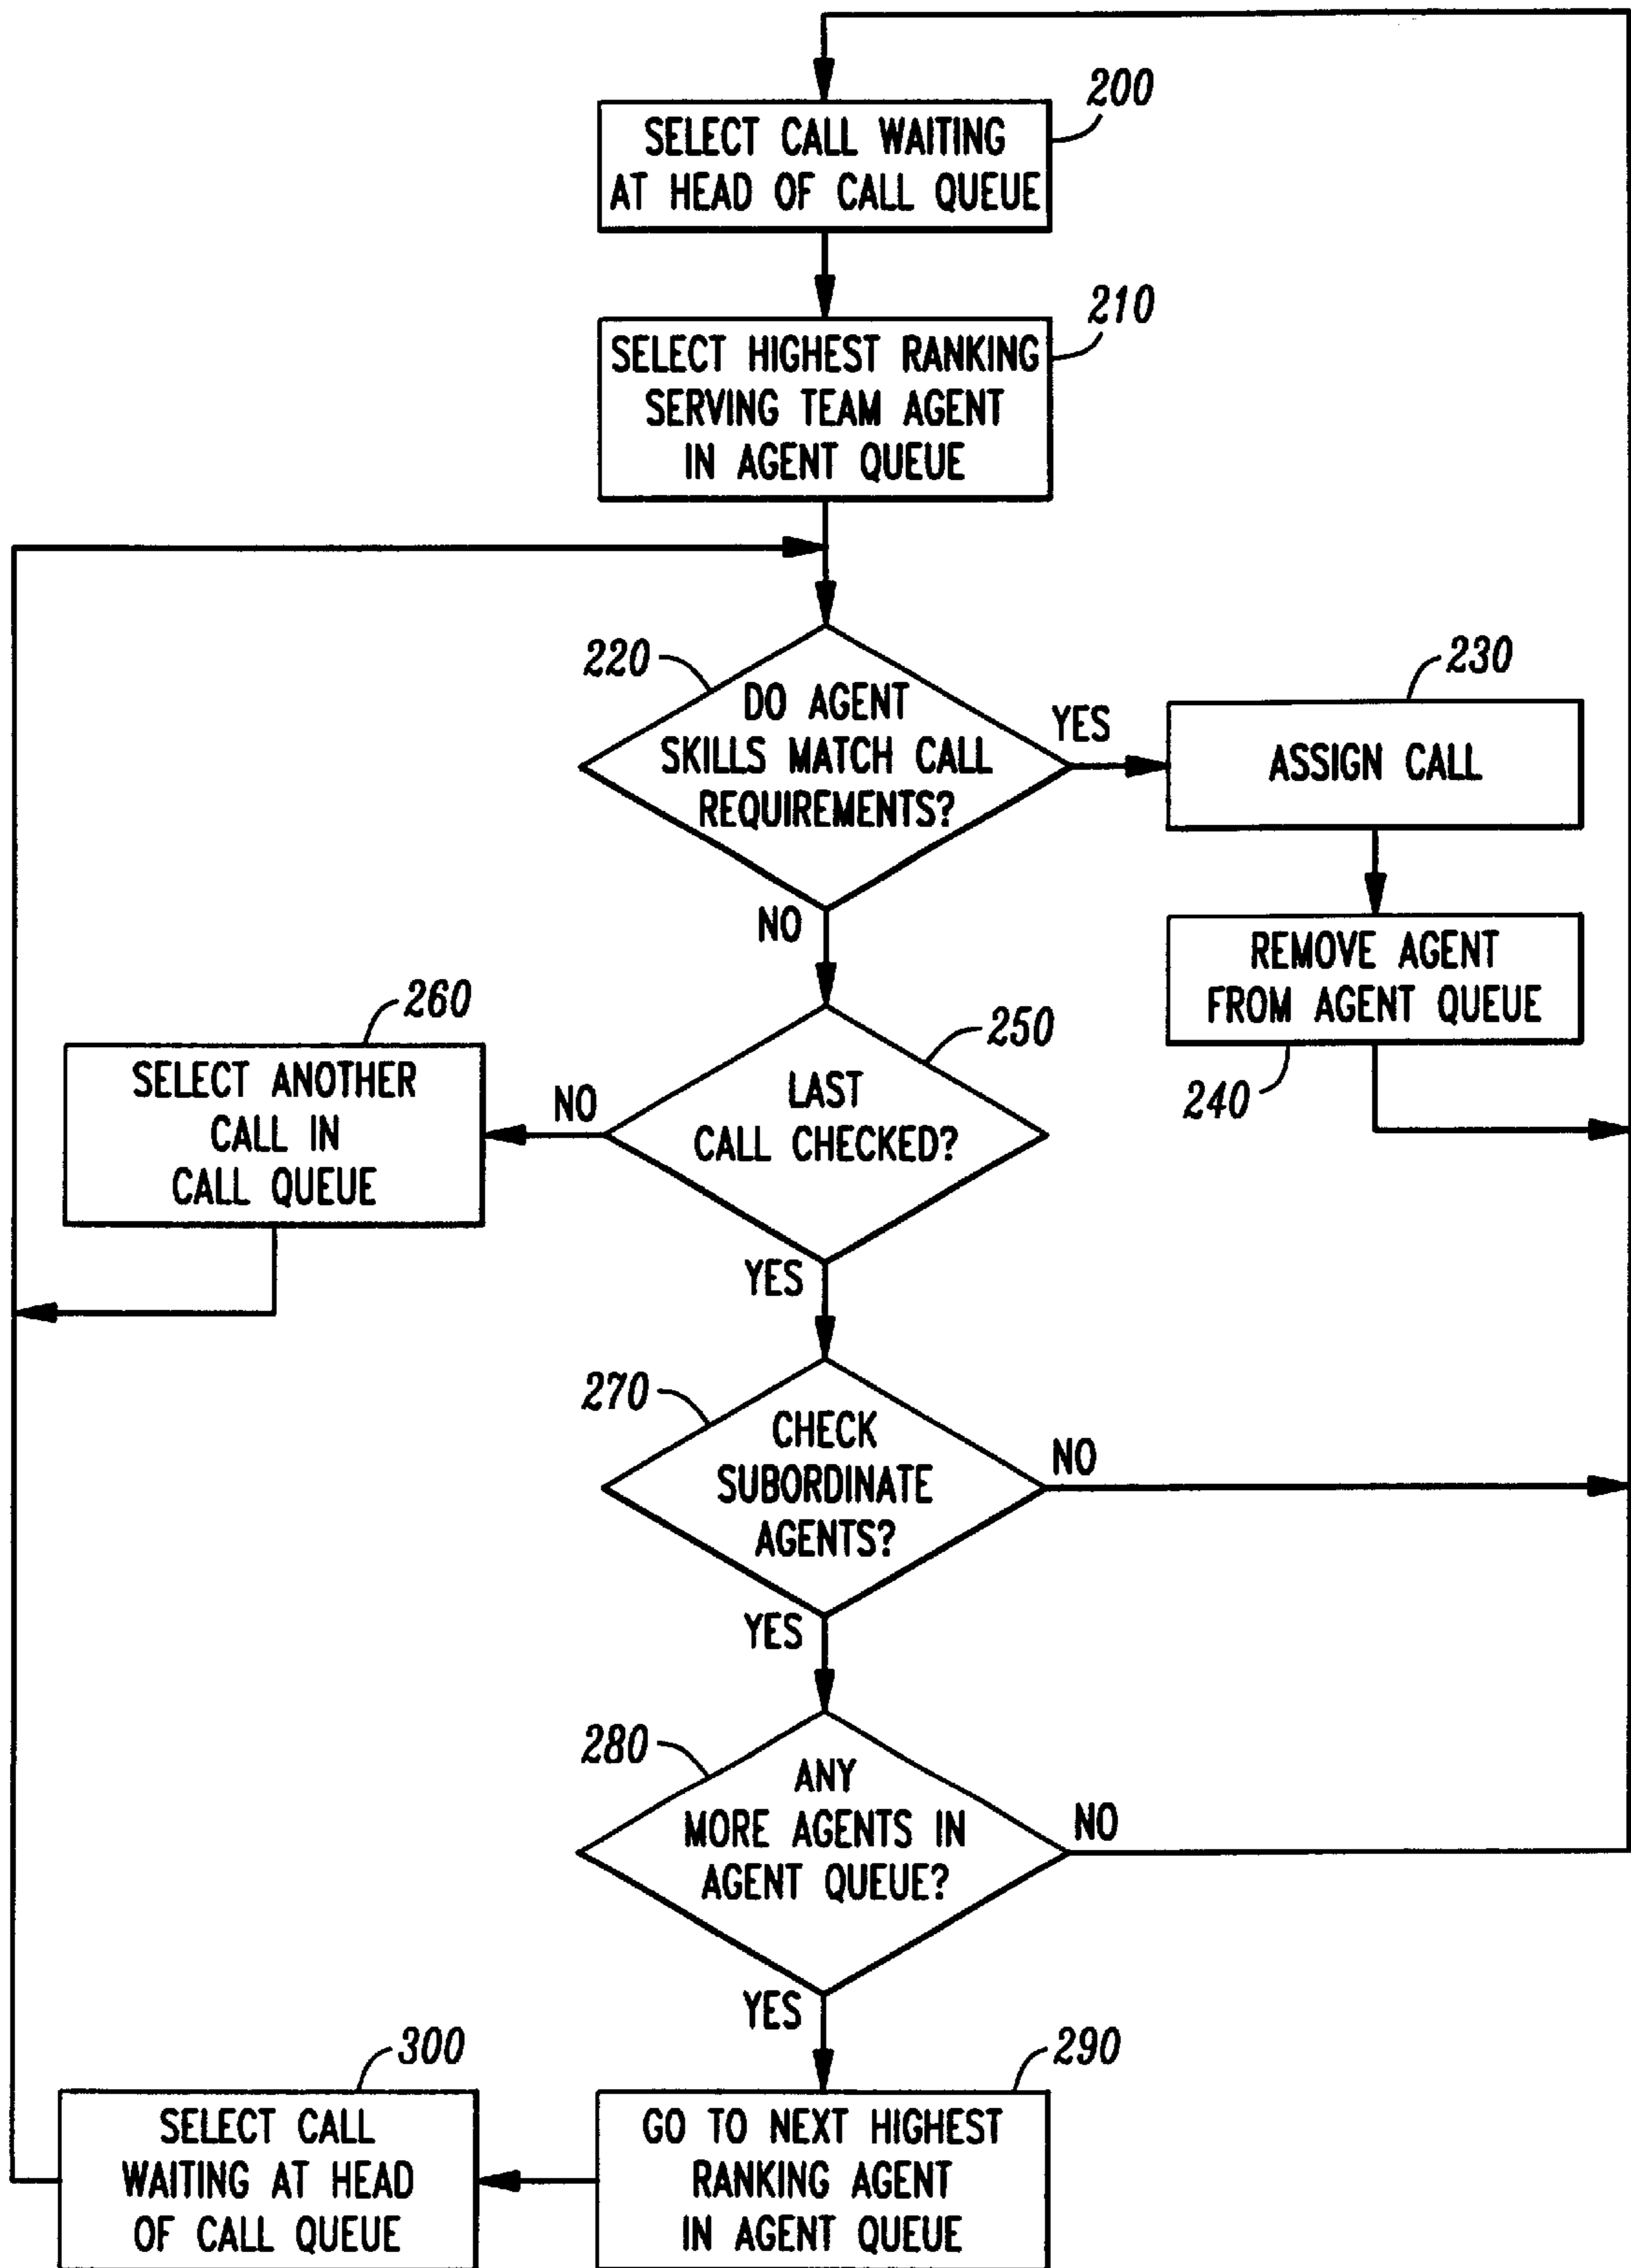 200
SELECT CALL WAITING
AT HEAD OF CALL QUEUE
210
SELECT HIGHEST RANKING
SERVING TEAM AGENT
IN AGENT QUEUE
220
DO AGENT
SKILLS MATCH CALL
REQUIREMENTS?
YES
230
ASSIGN CALL
NO
REMOVE AGENT
FROM AGENT QUEUE
240
250
LAST
CALL CHECKED?
NO
260
SELECT ANOTHER
CALL IN
CALL QUEUE
YES
270
CHECK
SUBORDINATE
AGENTS?
NO
YES
280
ANY
MORE AGENTS IN
AGENT QUEUE?
NO
YES
290
GO TO NEXT HIGHEST
RANKING AGENT
IN AGENT QUEUE
300
SELECT CALL
WAITING AT HEAD
OF CALL QUEUE